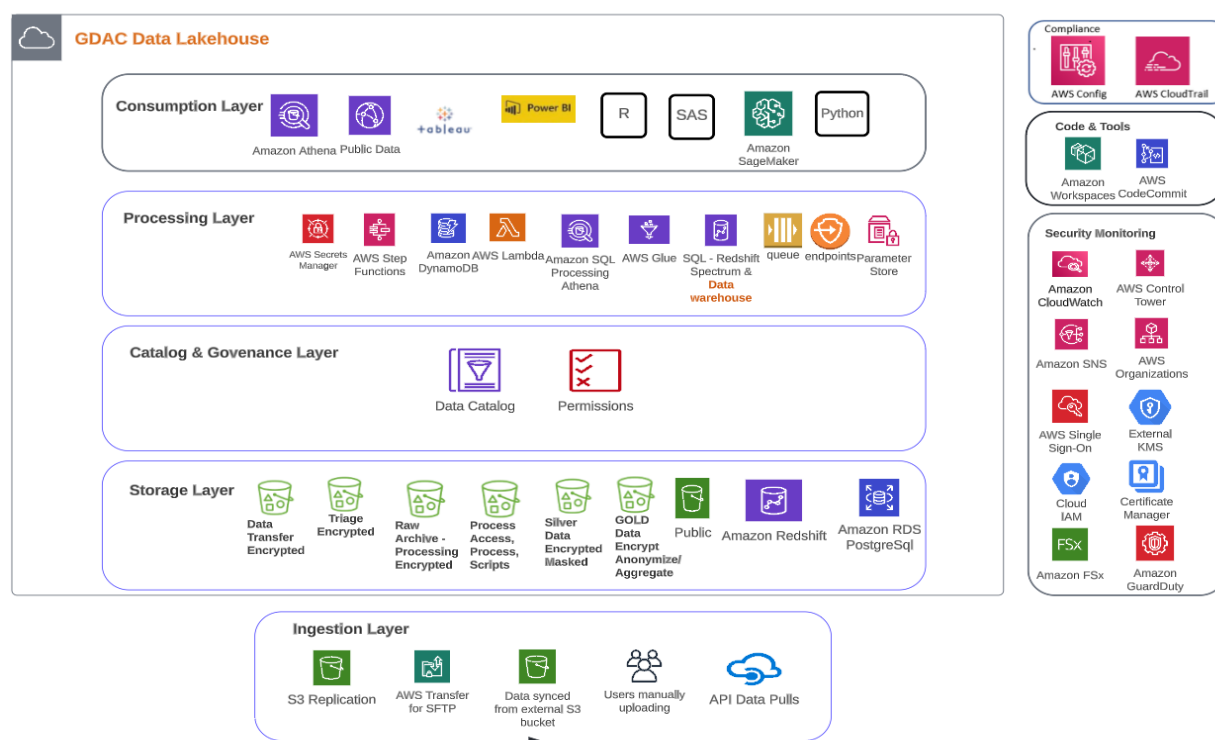 GDAC Data Lakehouse
Consumption Layer
Amazon Athena
Public Data
+ableau
Power BI
R
SAS
Amazon
SageMaker
Python
Processing Layer
AWS Secrets
Manager
AWS Step
Functions
Amazon
DynamoDB
AWS Lambda
Amazon SQL
Processing
Athena
AWS Glue
SQL - Redshift
Spectrum &
Data
warehouse
queue
endpoints
Parameter
Store
Catalog & Govenance Layer
Data Catalog
Permissions
Storage Layer
Data
Transfer
Encrypted
Triage
Encrypted
Raw
Archive -
Processing
Encrypted
Process
Access,
Process,
Scripts
Silver
Data
Encrypted
Masked
GOLD
Data
Encrypt
Anonymize/
Aggregate
Public
Amazon Redshift
Amazon RDS
PostgreSql
Ingestion Layer
S3 Replication
AWS Transfer
for SFTP
Data synced
from external S3
bucket
Users manually
uploading
API Data Pulls
Compliance
AWS Config
AWS CloudTrail
Code & Tools
Amazon
Workspaces
AWS
CodeCommit
Security Monitoring
Amazon
CloudWatch
AWS Control
Tower
Amazon SNS
AWS
Organizations
AWS Single
Sign-On
External
KMS
Cloud
IAM
Certificate
Manager
FSx
Amazon FSx
Amazon
GuardDuty